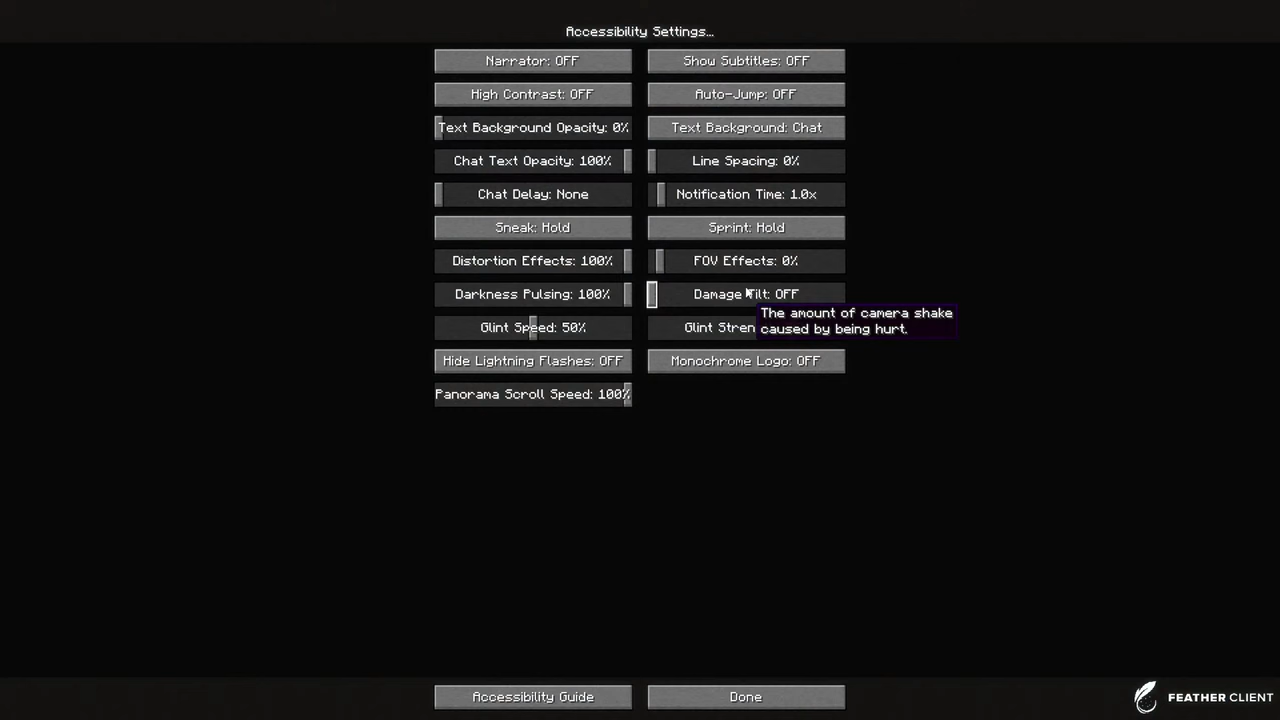 Accessibility Settings...
Narrator: OFF
Show Subtitles: OFF
High Contrast: OFF
Auto-Jump: OFF
Text Background Opacity: 0%
Text Background: Chat
Chat Text Opacity: 100%
Line Spacing: 0%
Chat Delay: None
Notification Time: 1.0x
Sneak: Hold
Sprint: Hold
Distortion Effects: 100%
FOV Effects: 0%
Darkness Pulsing: 100%
Damage Tilt: OFF
The amount of camera shake
caused by being hurt.
Glint Speed: 50%
Glint
Hide Lightning Flashes: OFF
Monochrome Logo: OFF
Panorama Scroll Speed: 100%
Accessibility Guide
Done
FEATHER CLIENT